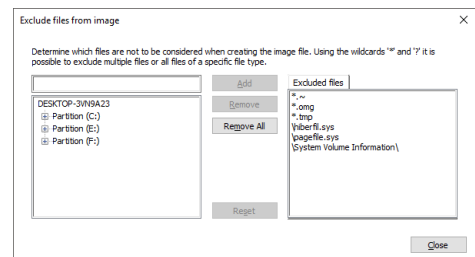 Exclude files from image
Determine which files are not to be considered when creating the image file. Using the wildcards '*' and '?' it is
possible to exclude multiple files or all files of a specific file type.
Add
Excluded files
DESKTOP-3VN9A23
Partition (C:)
Partition (E:)
Partition (F:)
Remove
Remove All
Reset
*.~
*.omg
*.tmp
\hiberfil.sys
\pagefile.sys
\System Volume Information\
Close